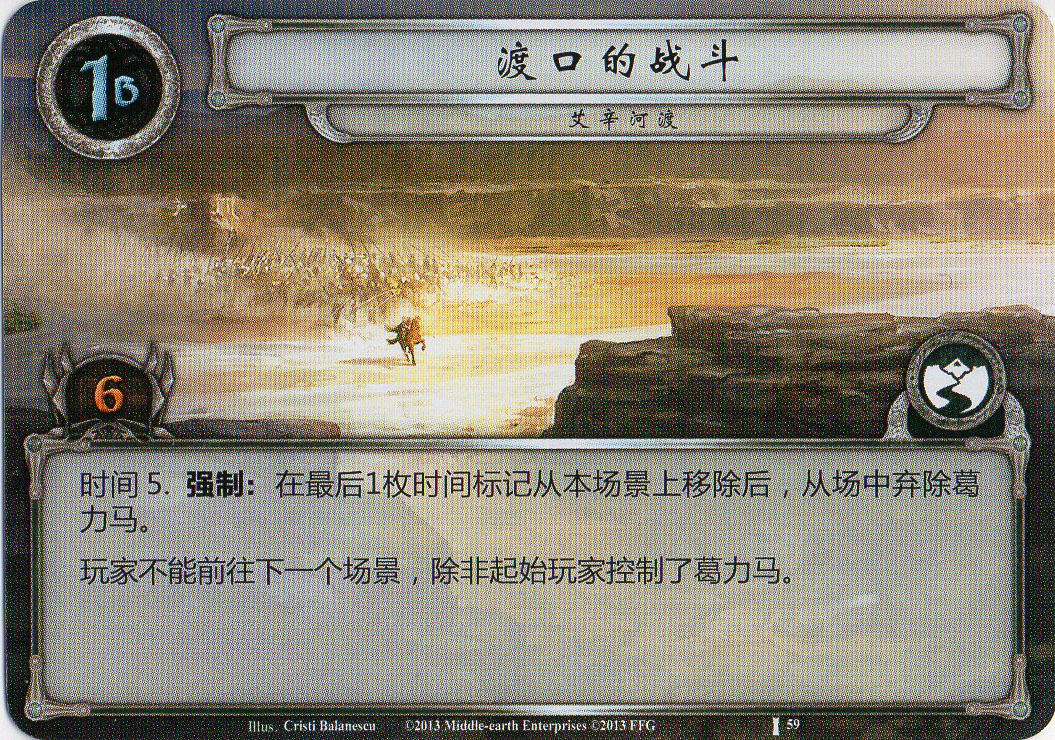 1B
渡口的战斗
艾辛河渡
6
时间 5. 强制：在最后1枚时间标记从本场景上移除后，从场中弃除葛
力马。
玩家不能前往下一个场景，除非起始玩家控制了葛力马。
Illus. Cristi Balanescu ©2013 Middle-earth Enterprises ©2013 FFG 59